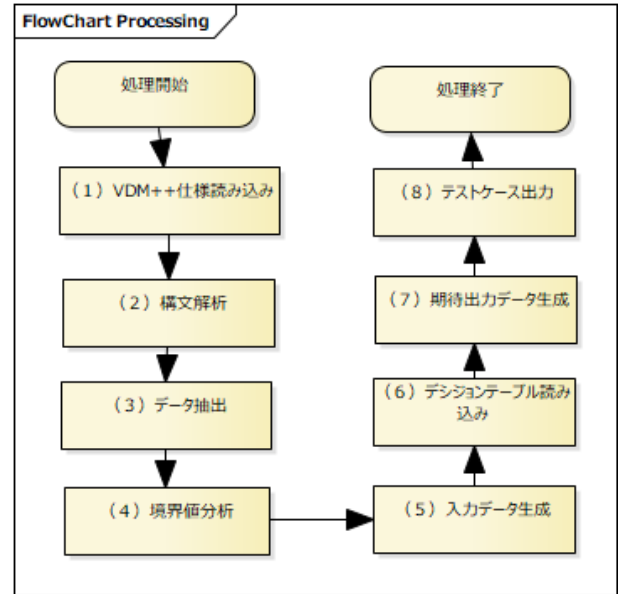 FlowChart Processing
処理開始
（１）VDM++仕様読み込み
（２）構文解析
（３）データ抽出
（４）境界値分析
（５）入力データ生成
（６）デシジョンテーブル読み
込み
（７）期待出力データ生成
（８）テストケース出力
処理終了